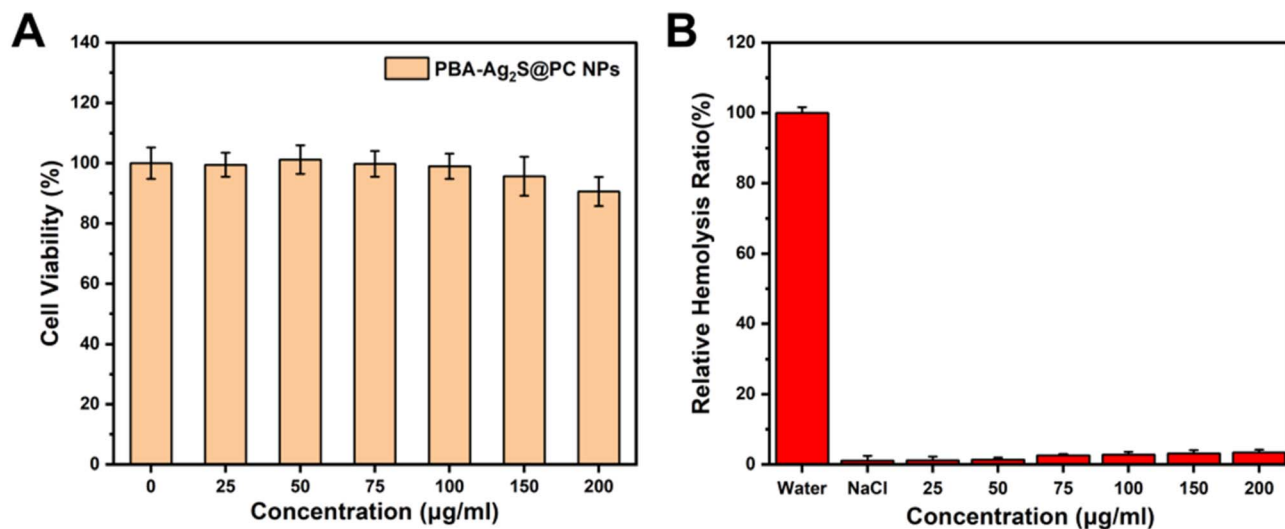 A
Cell Viability (%)
140
120
100
80
60
40
20
0
PBA-Ag₂S@PC NPs
0 25 50 75 100 150 200
Concentration (μg/ml)
B
Relative Hemolysis Ratio(%)
120
100
80
60
40
20
0
Water NaCl 25 50 75 100 150 200
Concentration (μg/ml)